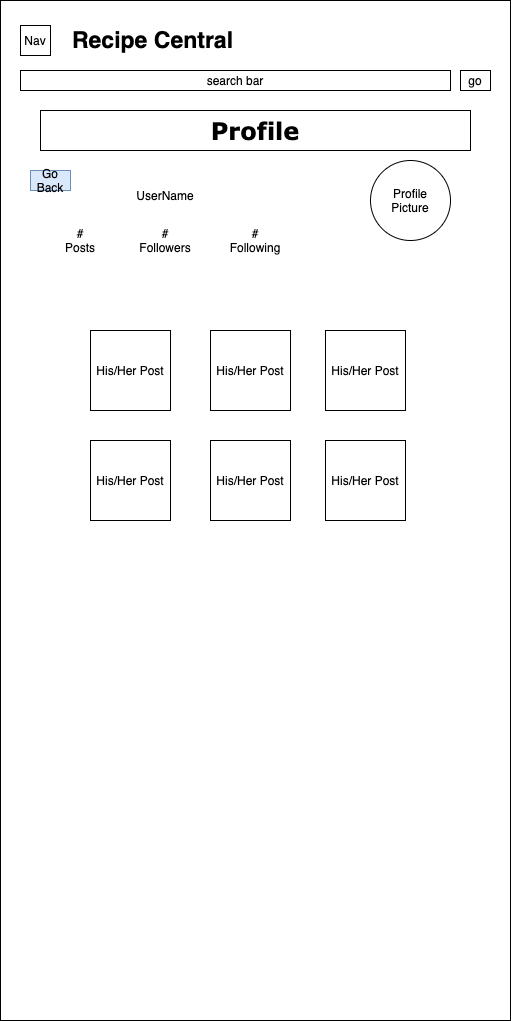 Nav
Recipe Central
search bar
go
Profile
Go
Back
UserName
Profile
Picture
#
Posts
#
Followers
#
Following
His/Her Post
His/Her Post
His/Her Post
His/Her Post
His/Her Post
His/Her Post